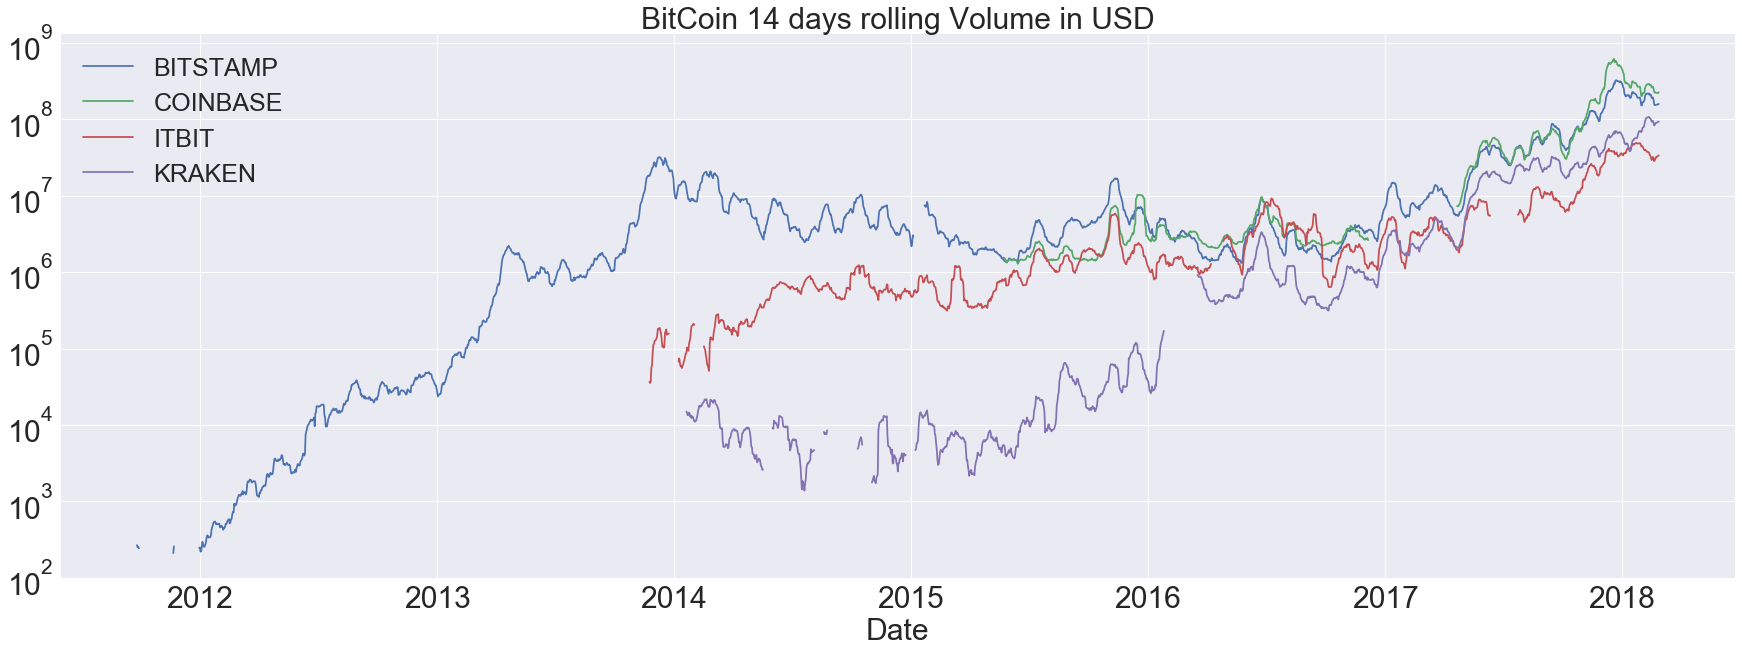 BitCoin 14 days rolling Volume in USD
10^9
10^8
10^7
10^6
10^5
10^4
10^3
10^2
BITSTAMP
COINBASE
ITBIT
KRAKEN
2012 2013 2014 2015 2016 2017 2018
Date